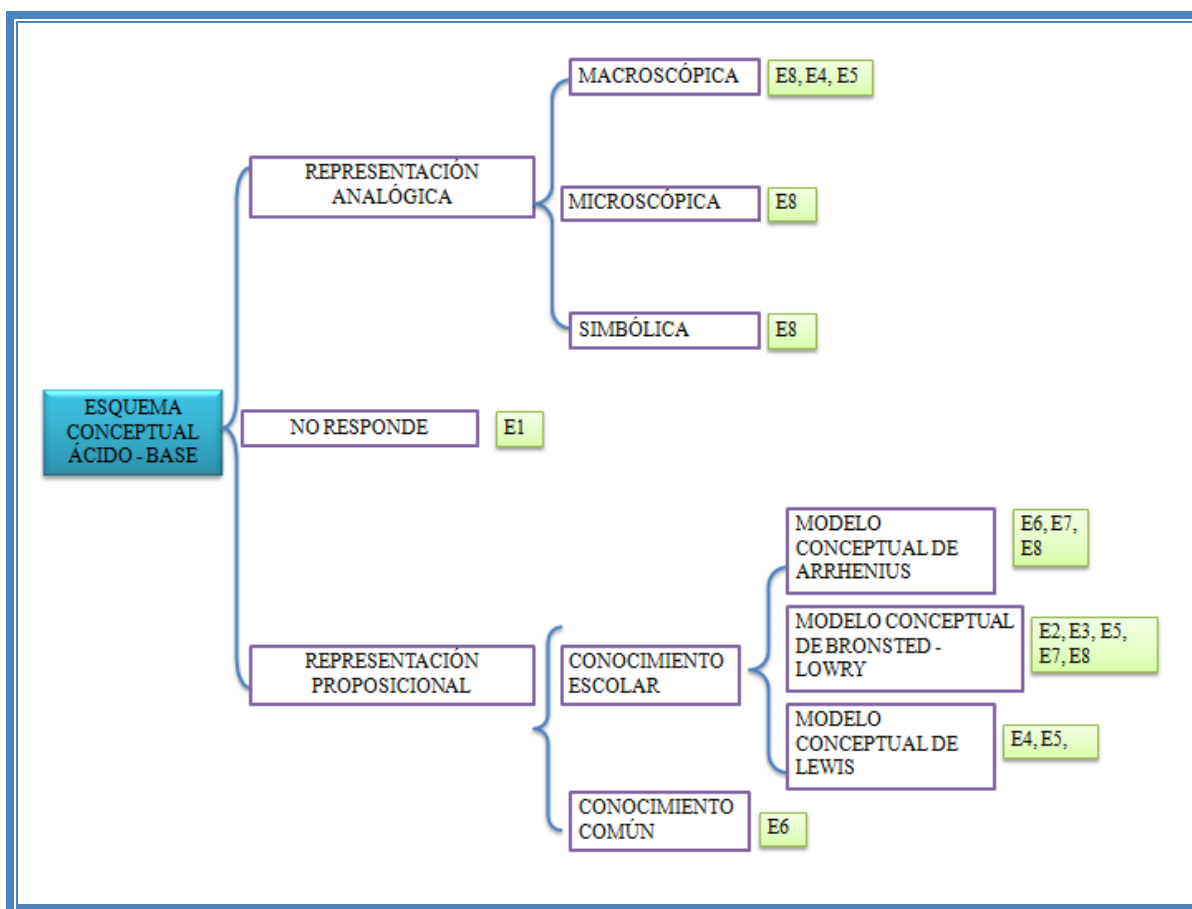 MACROSCÓPICA
E8, E4, E5
REPRESENTACIÓN
ANALÓGICA
MICROSCÓPICA
E8
SIMBÓLICA
E8
ESQUEMA
CONCEPTUAL
ÁCIDO - BASE
NO RESPONDE
E1
REPRESENTACIÓN
PROPOSICIONAL
CONOCIMIENTO
ESCOLAR
MODELO
CONCEPTUAL DE
ARRHENIUS
E6, E7,
E8
MODELO CONCEPTUAL
DE BRONSTED -
LOWRY
E2, E3, E5,
E7, E8
MODELO
CONCEPTUAL DE
LEWIS
E4, E5,
CONOCIMIENTO
COMÚN
E6